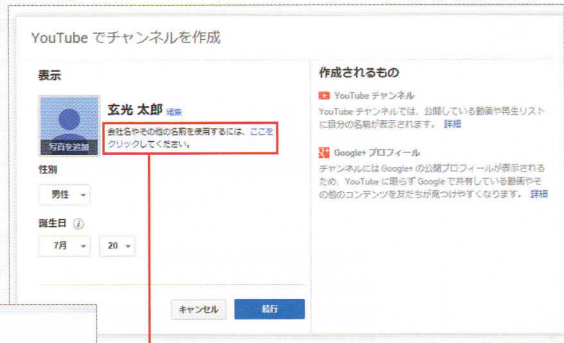 YouTube でチャンネルを作成
表示
玄光 太郎 編集
会社名やその他の名前を使用するには、ここを
クリックしてください。
写真を追加
性別
男性
誕生日
7月 20
キャンセル 続行
作成されるもの
YouTube チャンネル
YouTube チャンネルでは、公開している動画や再生リスト
に自分の名前が表示されます。 詳細
Google+ プロフィール
チャンネルには Google+ の公開プロフィールが表示される
ため、YouTube に限らず Google で共有している動画やそ
の他のコンテンツを友だちが見つけやすくなります。 詳細